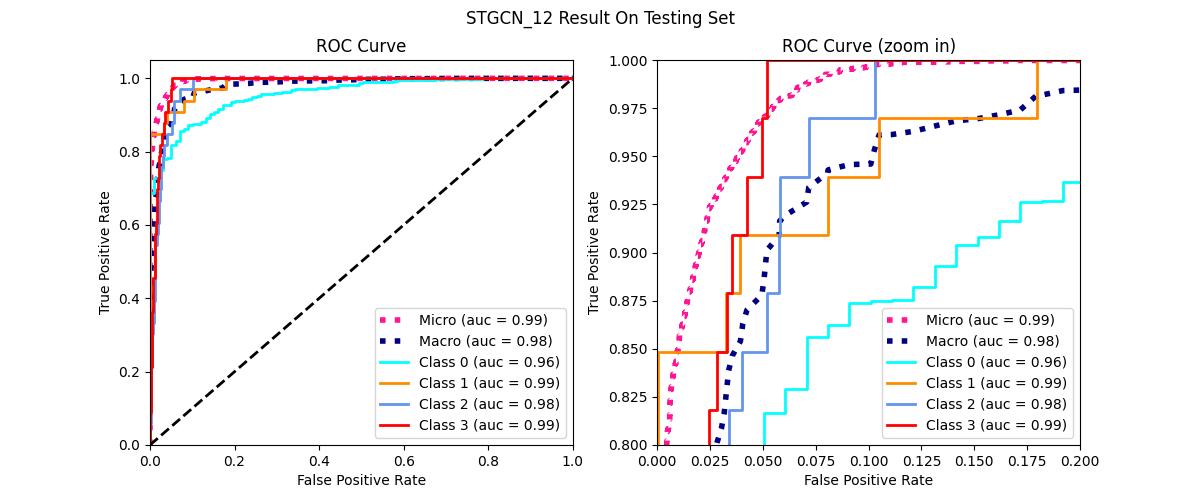 STGCN_12 Result On Testing Set
ROC Curve
True Positive Rate
1.0
0.8
0.6
0.4
0.2
0.0
0.0 0.2 0.4 0.6 0.8 1.0
False Positive Rate
Micro (auc = 0.99)
Macro (auc = 0.98)
Class 0 (auc = 0.96)
Class 1 (auc = 0.99)
Class 2 (auc = 0.98)
Class 3 (auc = 0.99)
ROC Curve (zoom in)
True Positive Rate
1.000
0.975
0.950
0.925
0.900
0.875
0.850
0.825
0.800
0.000 0.025 0.050 0.075 0.100 0.125 0.150 0.175 0.200
False Positive Rate
Micro (auc = 0.99)
Macro (auc = 0.98)
Class 0 (auc = 0.96)
Class 1 (auc = 0.99)
Class 2 (auc = 0.98)
Class 3 (auc = 0.99)